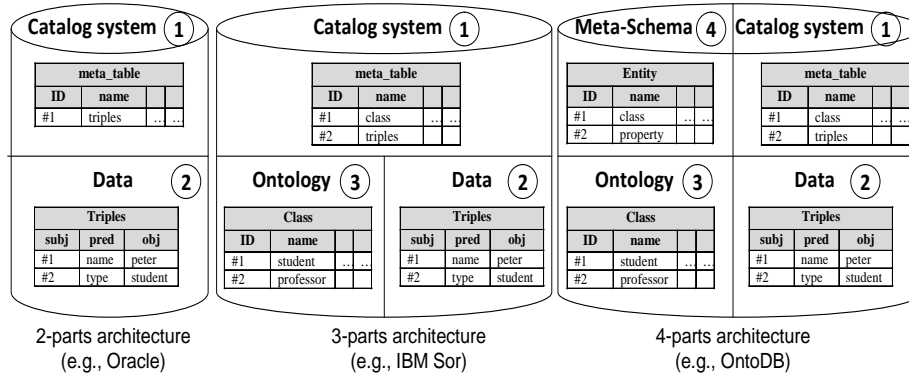 Catalog system 1
meta_table
ID name
#1 triples ... ...
Data 2
Triples
subj pred obj
#1 name peter
#2 type student
2-parts architecture
(e.g., Oracle)
Catalog system 1
meta_table
ID name
#1 class ... ...
#2 triples
Ontology 3
Class
ID name
#1 student ... ...
#2 professor
Data 2
Triples
subj pred obj
#1 name peter
#2 type student
3-parts architecture
(e.g., IBM Sor)
Meta-Schema 4
Entity
ID name
#1 class
#2 property
Catalog system 1
meta_table
ID name
#1 class ... ...
#2 triples
Ontology 3
Class
ID name
#1 student ... ...
#2 professor
Data 2
Triples
subj pred obj
#1 name peter
#2 type student
4-parts architecture
(e.g., OntoDB)